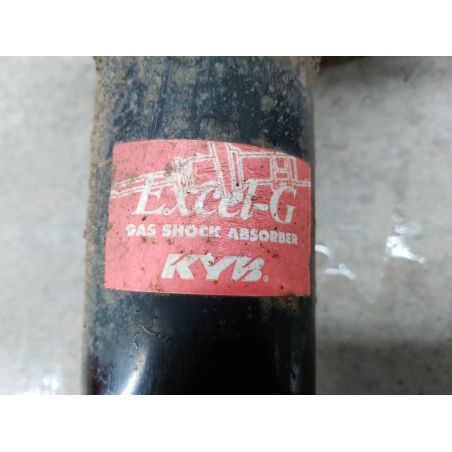 Excel-G
GAS SHOCK ABSORBER
KYB®